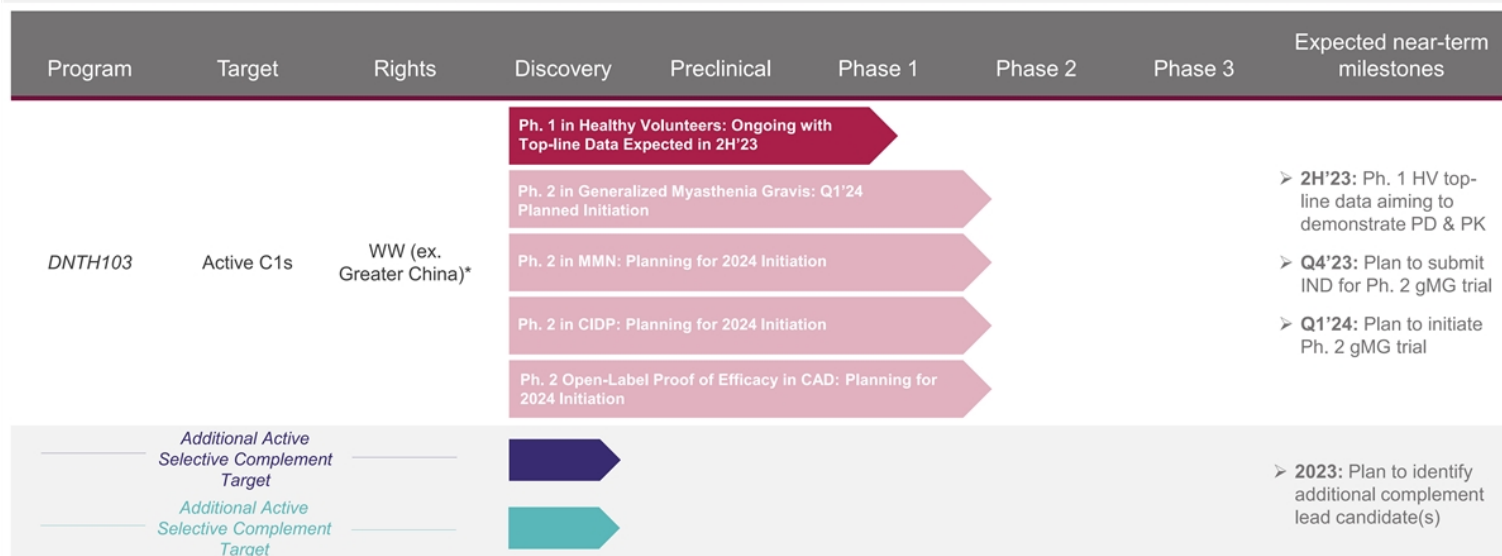 Program
Target
Rights
Discovery
Preclinical
Phase 1
Phase 2
Phase 3
Expected near-term
milestones
DNTH103
Active C1s
WW (ex.
Greater China)*
Ph. 1 in Healthy Volunteers: Ongoing with
Top-line Data Expected in 2H’23
Ph. 2 in Generalized Myasthenia Gravis: Q1’24
Planned Initiation
Ph. 2 in MMN: Planning for 2024 Initiation
Ph. 2 in CIDP: Planning for 2024 Initiation
Ph. 2 Open-Label Proof of Efficacy in CAD: Planning for
2024 Initiation
➢ 2H’23: Ph. 1 HV top-
line data aiming to
demonstrate PD & PK
➢ Q4’23: Plan to submit
IND for Ph. 2 gMG trial
➢ Q1’24: Plan to initiate
Ph. 2 gMG trial
Additional Active
Selective Complement
Target
Additional Active
Selective Complement
Target
➢ 2023: Plan to identify
additional complement
lead candidate(s)